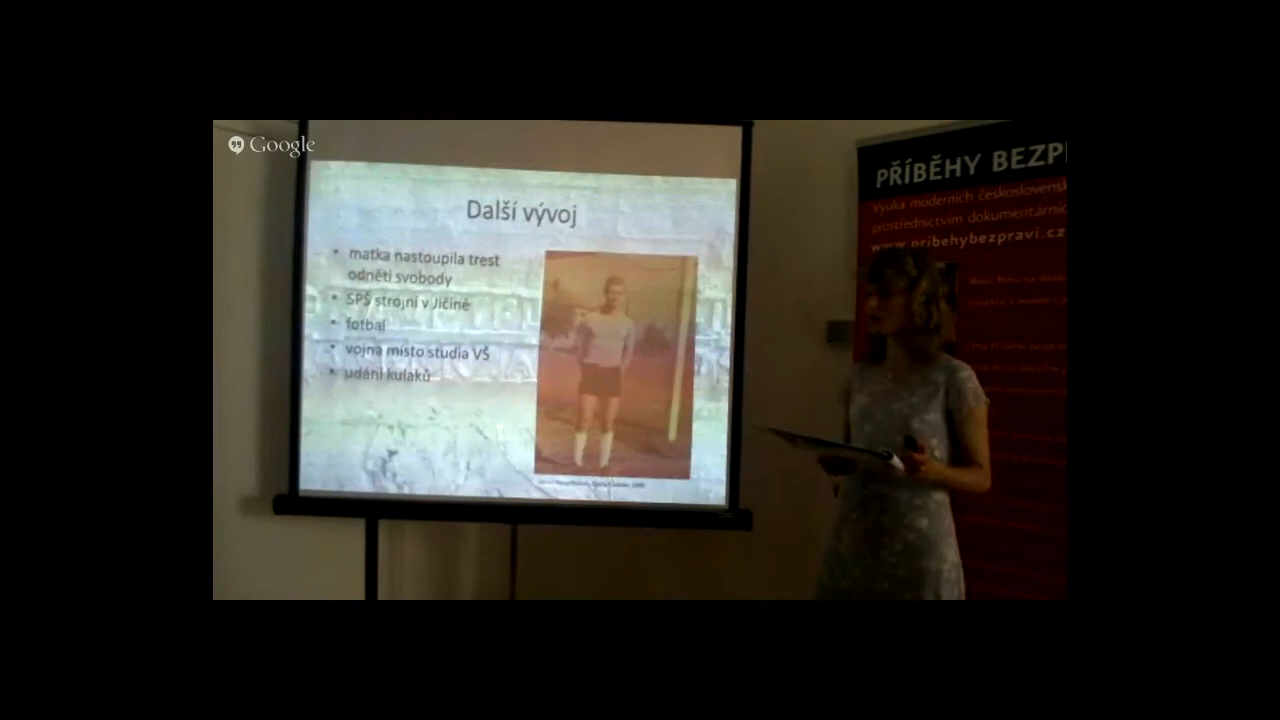 Google
Další vývoj
• matka nastoupila trest
odnětí svobody
• SPŠ strojní v Jičíně
• fotbal
• vojna místo studia VŠ
• udání kulaků
PŘÍBĚHY BEZP
Výuka moderních československ
prostřednictvím dokumentárníc
www.pribehybezpravi.cz